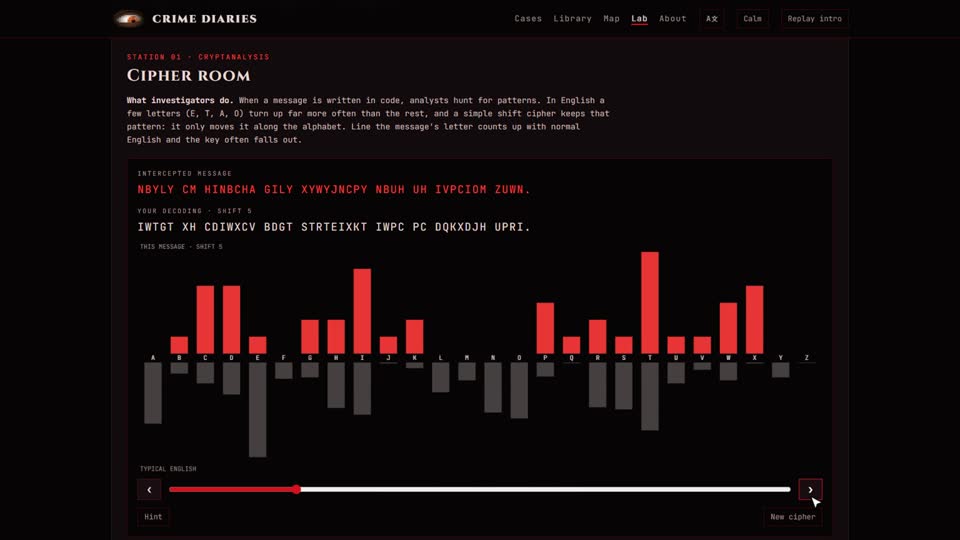 CRIME DIARIES
Cases Library Map Lab About A文 Calm Replay intro
STATION 01 · CRYPTANALYSIS
CIPHER ROOM
What investigators do. When a message is written in code, analysts hunt for patterns. In English a
few letters (E, T, A, O) turn up far more often than the rest, and a simple shift cipher keeps that
pattern: it only moves it along the alphabet. Line the message's letter counts up with normal
English and the key often falls out.
INTERCEPTED MESSAGE
NBYLY CM HINBCHA GILY XYWYJNCPY NBUH UH IVPCIOM ZUWN.
YOUR DECODING · SHIFT 5
IWTGT XH CDIWXCV BDGT STRTEIXKT IWPC PC DQKXDJH UPRI.
THIS MESSAGE · SHIFT 5
A B C D E F G H I J K L M N O P Q R S T U V W X Y Z
TYPICAL ENGLISH
‹ ›
Hint New cipher